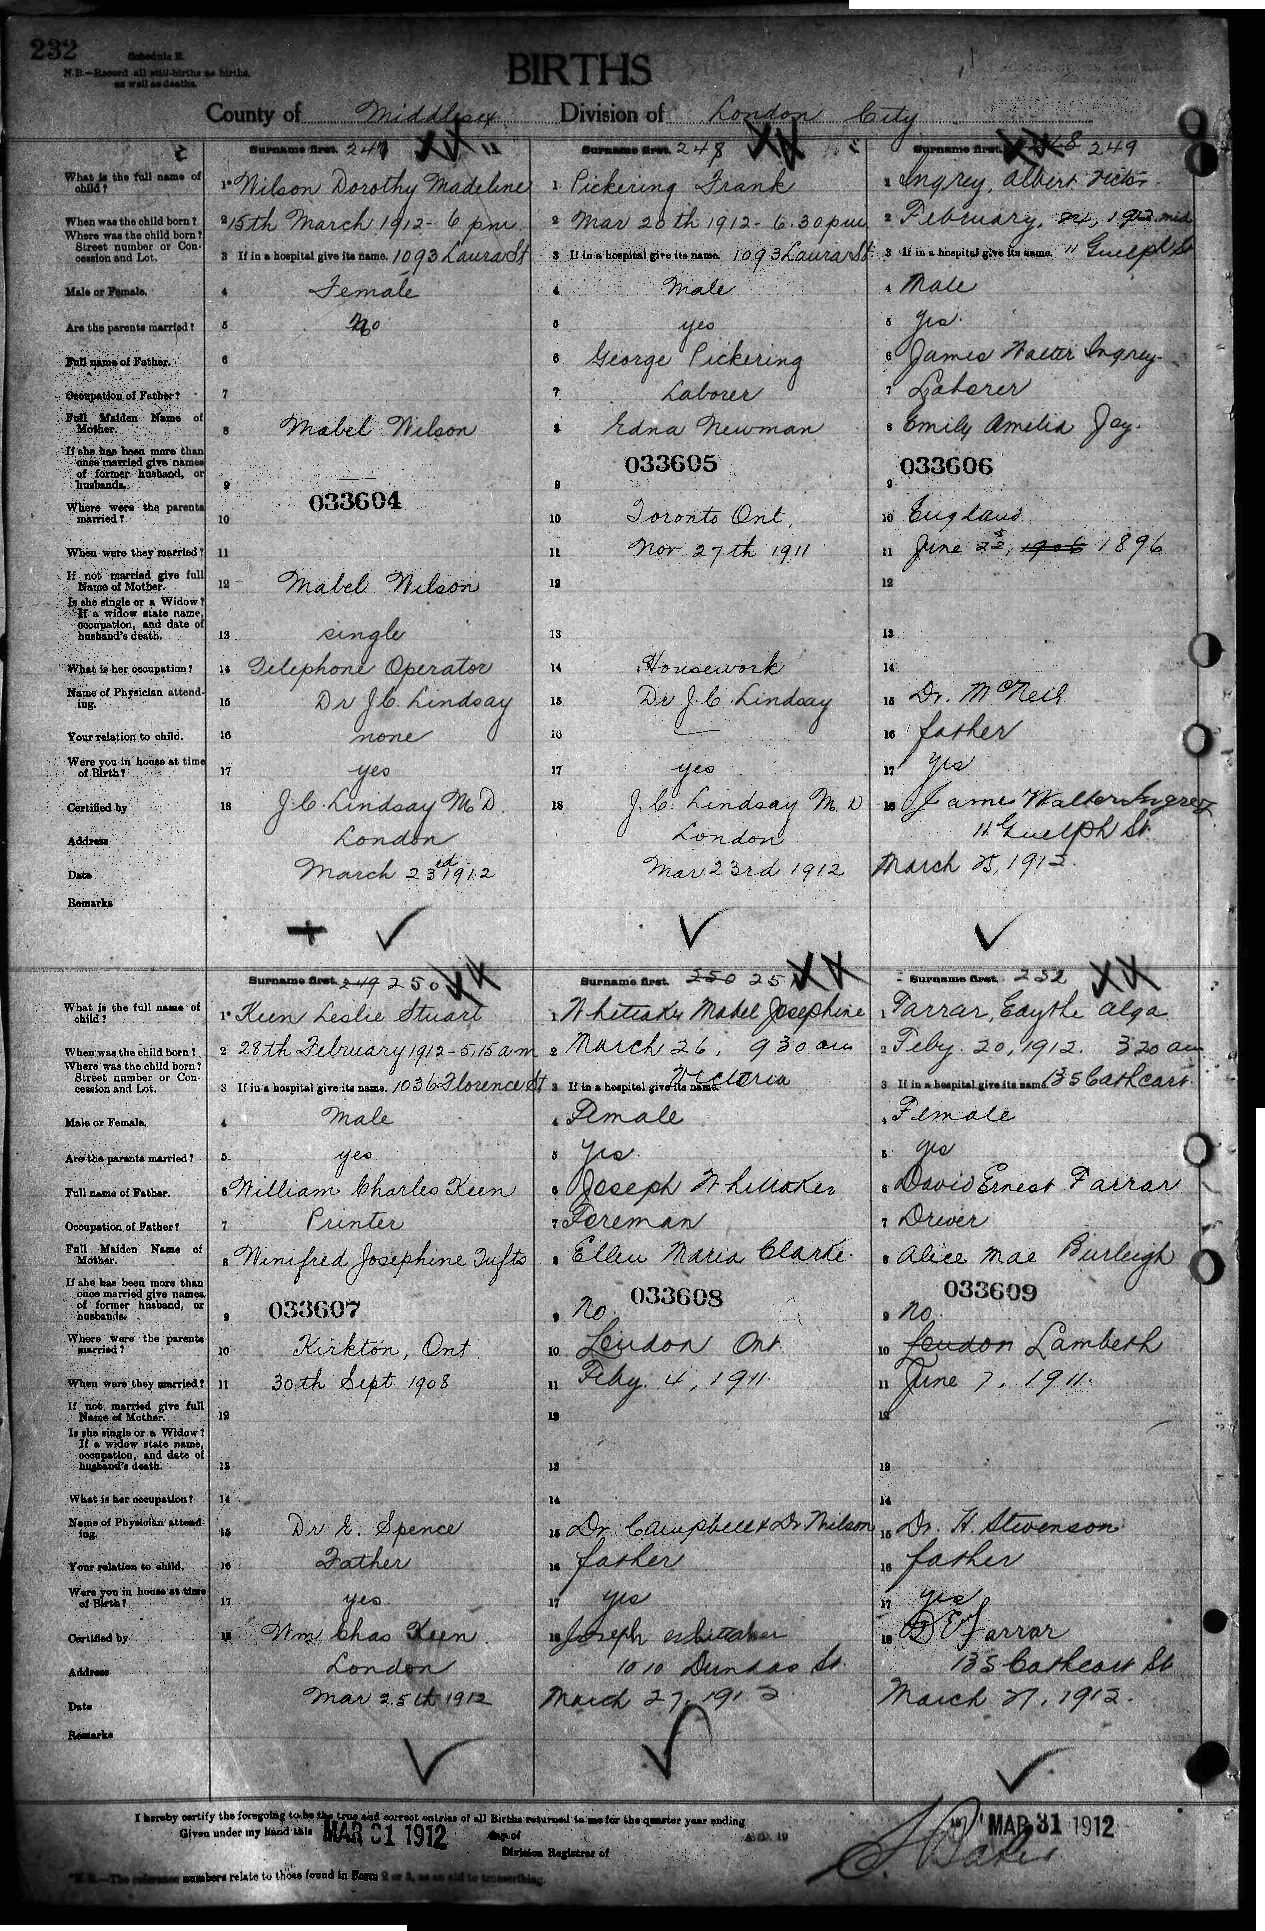 232
Schedule B.
N.B.—Record all still-births as births,
as well as deaths.
BIRTHS
County of Middlesex Division of London City
Surname first. 247
What is the full name of child?
1 Wilson Dorothy Madeline
When was the child born?
2 15th March 1912 - 6 pm
Where was the child born? Street number or Concession and Lot.
3 If in a hospital give its name. 1093 Laura St
Male or Female.
4 Female
Are the parents married?
5 No
Full name of Father.
6
Occupation of Father?
7
Full Maiden Name of Mother.
8 Mabel Wilson
If she has been more than once married give names of former husband, or husbands.
9
033604
Where were the parents married?
10
When were they married?
11
If not married give full Name of Mother.
12 Mabel Wilson
Is she single or a Widow? If a widow state name, occupation, and date of husband's death.
13 single
What is her occupation?
14 Telephone Operator
Name of Physician attending.
15 Dr J.C. Lindsay
Your relation to child.
16 none
Were you in house at time of Birth?
17 yes
Certified by
18 J.C. Lindsay M.D
Address
London
Date
March 23rd 1912
Remarks
Surname first. 248
1 Pickering Frank
2 Mar 20th 1912 - 6.30 pm
3 If in a hospital give its name. 1093 Laura St.
4 Male
5 yes
6 George Pickering
7 Laborer
8 Edna Newman
033605
9
10 Toronto Ont.
11 Nov. 27th 1911
12
13
14 Housework
15 Dr J.C. Lindsay
16 —
17 yes
18 J.C. Lindsay M.D
London
Mar 23rd 1912
Surname first. 249
1 Ingrey, Albert Victor
2 February, 1912 mid
3 If in a hospital give its name. 11 Guelph St
4 Male
5 yes.
6 James Walter Ingrey
7 Laborer
8 Emily Amelia Jay.
033606
9
10 England
11 June 1906 1896
12
13
14
15 Dr. McNeil
16 father
17 yes
18 James Walter Ingrey
11 Guelph St.
March 25, 1912.
Surname first. 249 250
What is the full name of child?
1 Keen Leslie Stuart
When was the child born?
2 28th February 1912 - 5.15 a.m
Where was the child born? Street number or Concession and Lot.
3 If in a hospital give its name. 1036 Florence St
Male or Female.
4 Male
Are the parents married?
5 yes
Full name of Father.
6 William Charles Keen
Occupation of Father?
7 Printer
Full Maiden Name of Mother.
8 Winifred Josephine Tufts
If she has been more than once married give names of former husband, or husbands.
9
033607
Where were the parents married?
10 Kirkton, Ont.
When were they married?
11 30th Sept 1908
If not married give full Name of Mother.
12
Is she single or a Widow? If a widow state name, occupation, and date of husband's death.
13
What is her occupation?
14
Name of Physician attending.
15 Dr E. Spence
Your relation to child.
16 Father
Were you in house at time of Birth?
17 yes
Certified by
18 Wm Chas Keen
Address
London
Date
Mar 25th 1912
Remarks
Surname first. 250 251
1 Whittaker Mabel Josephine
2 March 26, 9 30 am
3 If in a hospital give its name. Victoria
4 Female
5 Yes
6 Joseph Whittaker
7 Foreman
8 Ellen Maria Clarke.
033608
9 No.
10 London Ont.
11 Feby. 4, 1911
12
13
14
15 Dr. Campbell & Dr Wilson
16 father
17 yes
18 Joseph Whittaker
1010 Dundas St.
March 27, 1912
Surname first. 252
1 Farrar, Edythe Alga
2 Feby. 20, 1912. 3 20 am
3 If in a hospital give its name. 135 Cathcart
4 Female
5 yes
6 David Ernest Farrar
7 Driver
8 Alice Mae Burleigh
033609
9 no
10 London Lambeth
11 June 7, 1911.
12
13
14
15 Dr. H. Stevenson
16 father
17 yes
18 D E Farrar
135 Cathcart St
March 27, 1912.
I hereby certify the foregoing to be the true and correct entries of all Births returned to me for the quarter year ending MAR 31 1912
Given under my hand this MAR 31 1912 day of A.D. 19
Division Registrar of
*N.B.—The reference numbers relate to those found in Form 2 or 3, as an aid to transcribing.